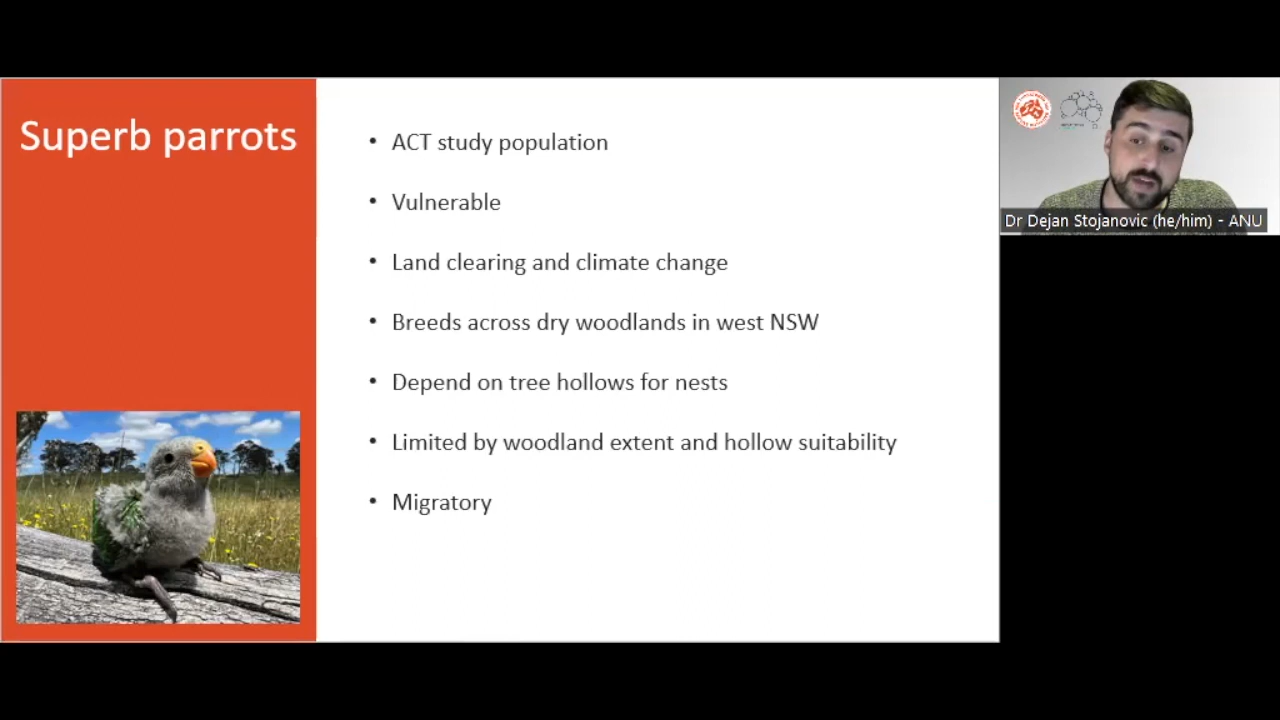 Superb parrots
• ACT study population
• Vulnerable
• Land clearing and climate change
• Breeds across dry woodlands in west NSW
• Depend on tree hollows for nests
• Limited by woodland extent and hollow suitability
• Migratory
Dr Dejan Stojanovic (he/him) - ANU